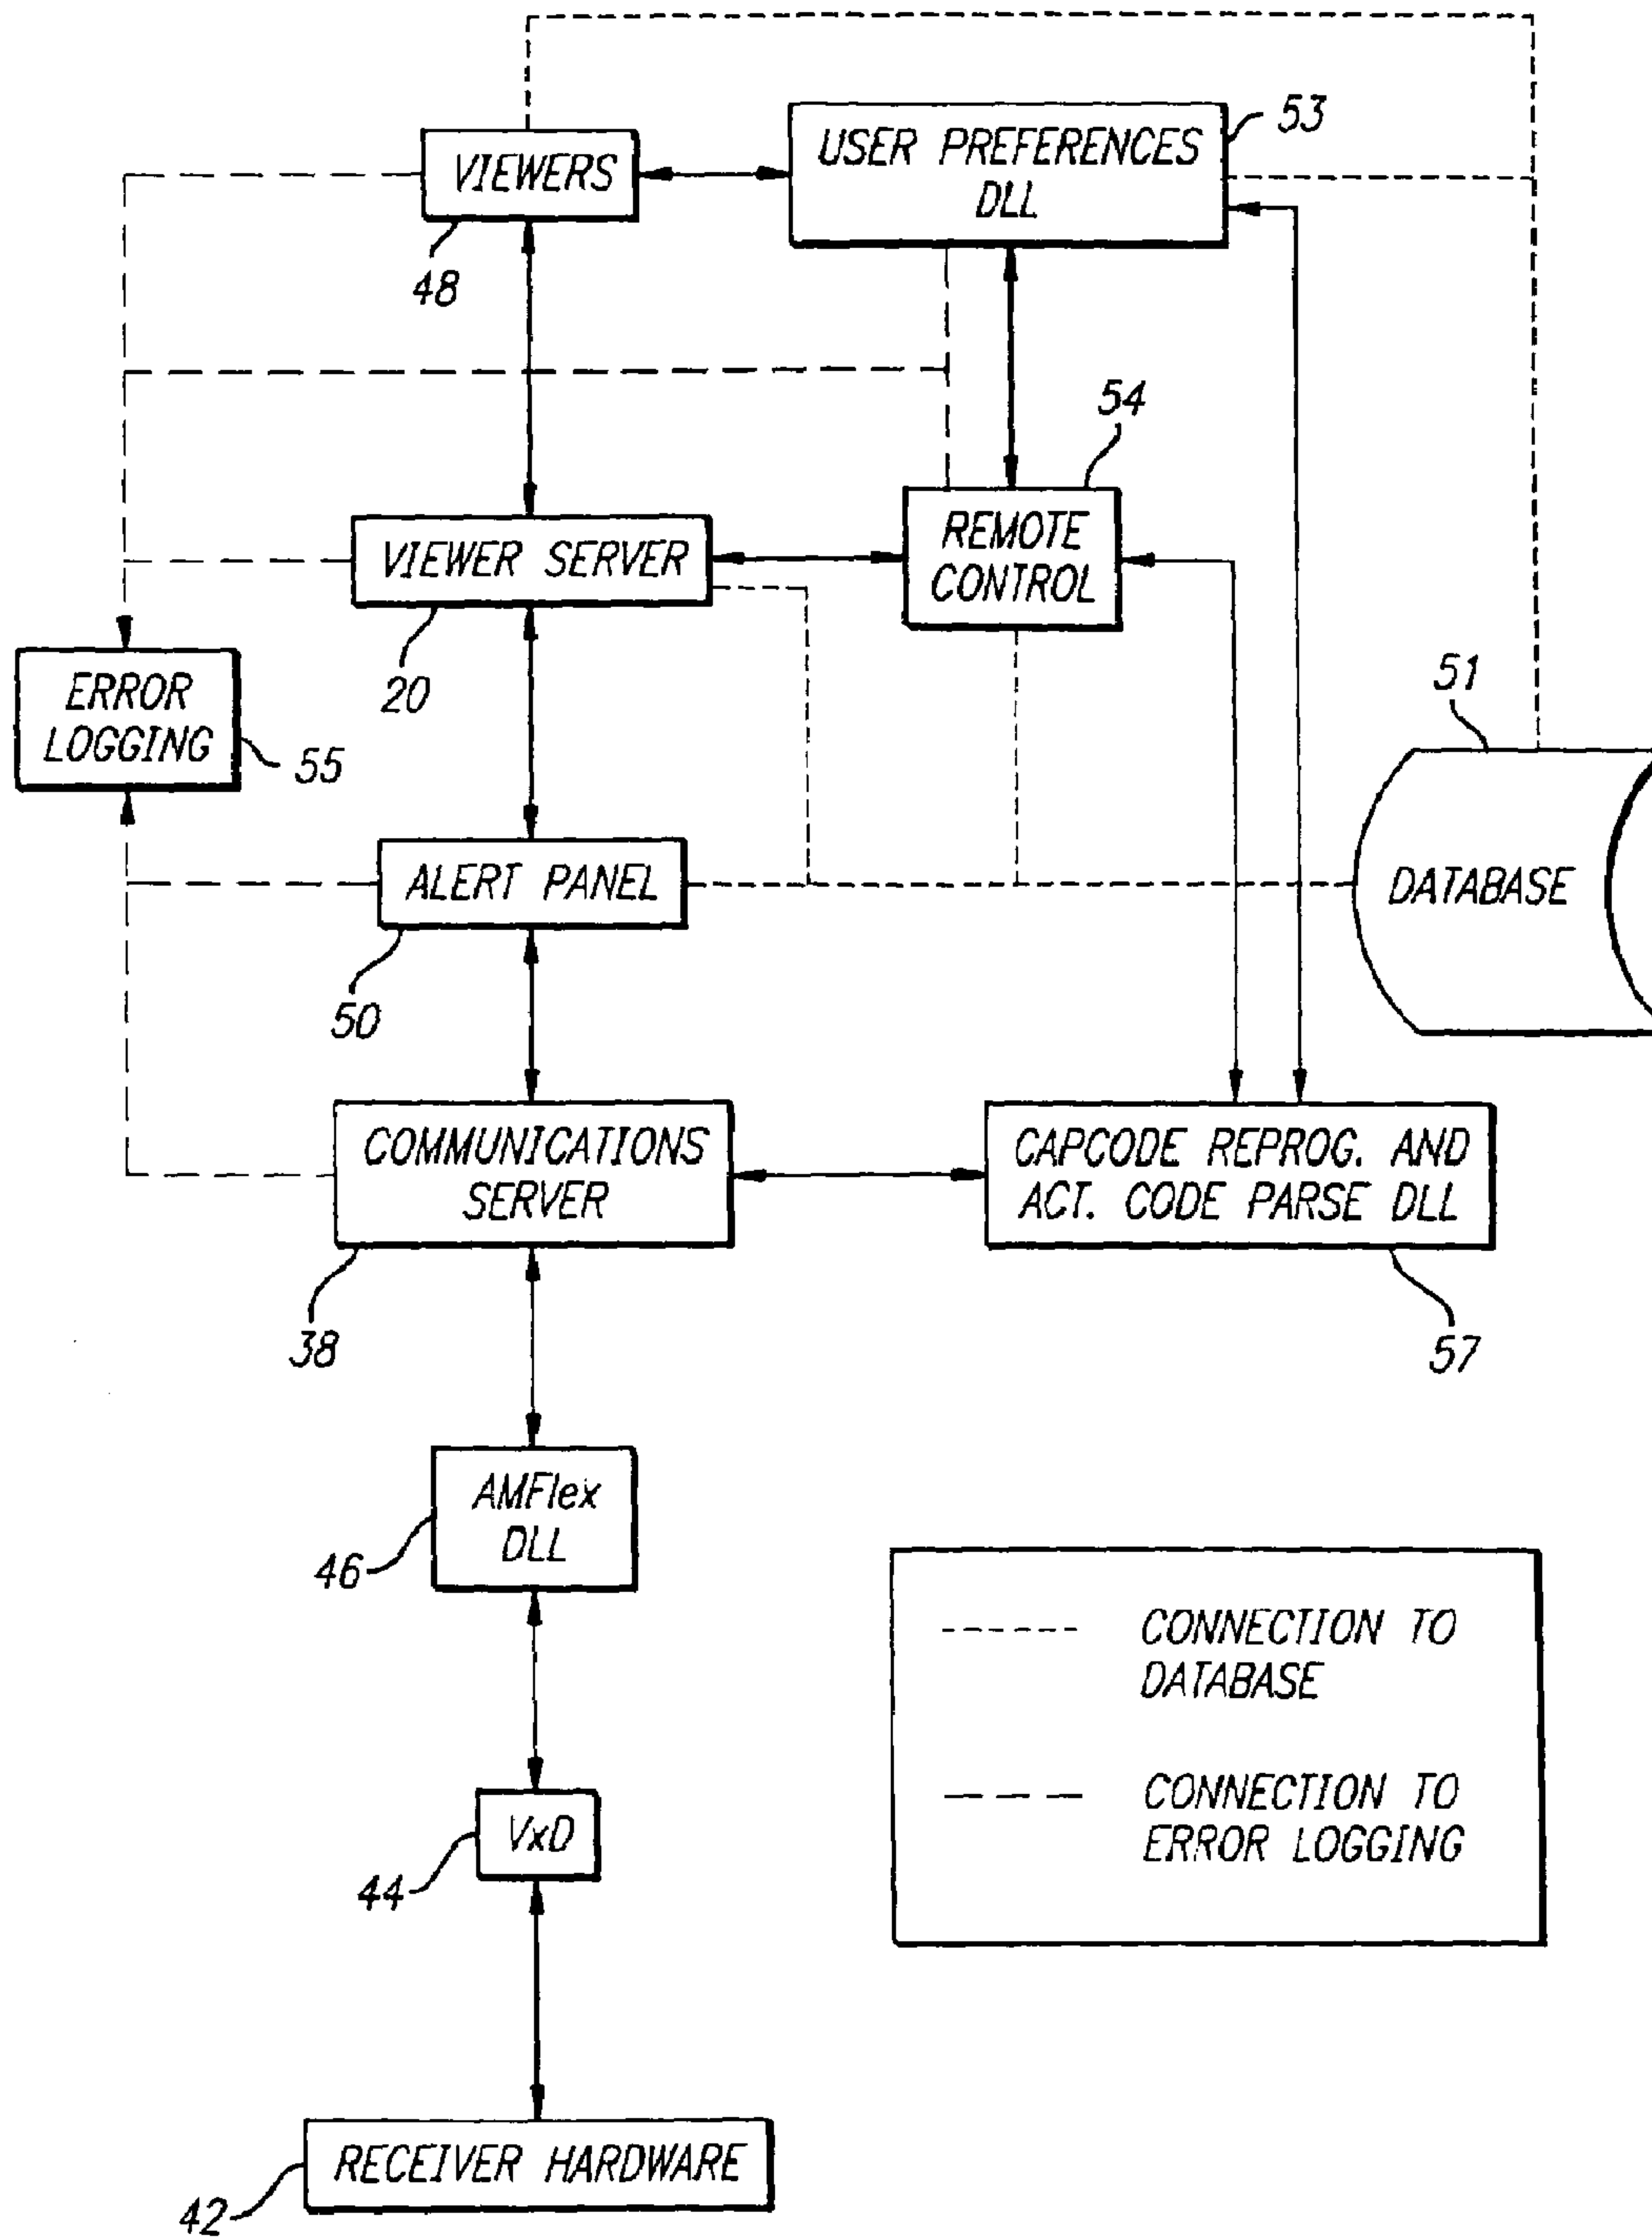 53
USER PREFERENCES
DLL
VIEWERS
48
54
REMOTE
CONTROL
VIEWER SERVER
20
ERROR
LOGGING
55
51
DATABASE
ALERT PANEL
50
COMMUNICATIONS
SERVER
38
CAPCODE REPROG. AND
ACT. CODE PARSE DLL
57
AMFlex
DLL
46
CONNECTION TO
DATABASE
CONNECTION TO
ERROR LOGGING
VxD
44
RECEIVER HARDWARE
42